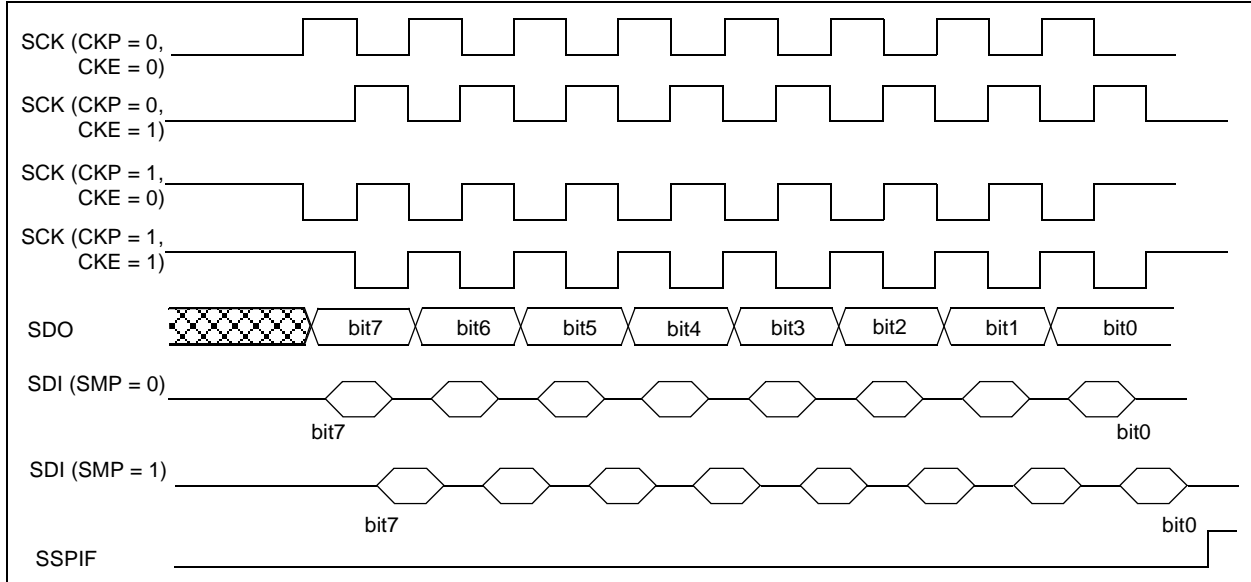 SCK (CKP = 0,
CKE = 0)
SCK (CKP = 0,
CKE = 1)
SCK (CKP = 1,
CKE = 0)
SCK (CKP = 1,
CKE = 1)
SDO bit7 bit6 bit5 bit4 bit3 bit2 bit1 bit0
SDI (SMP = 0)
bit7 bit0
SDI (SMP = 1)
bit7 bit0
SSPIF